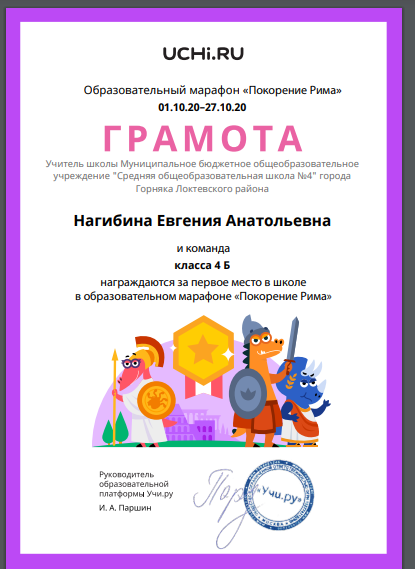 UCHi.RU
Образовательный марафон «Покорение Рима»
01.10.20–27.10.20
ГРАМОТА
Учитель школы Муниципальное бюджетное общеобразовательное
учреждение "Средняя общеобразовательная школа №4" города
Горняка Локтевского района
Нагибина Евгения Анатольевна
и команда
класса 4 Б
награждаются за первое место в школе
в образовательном марафоне «Покорение Рима»
Руководитель
образовательной
платформы Учи.ру
И. А. Паршин
«Учи.ру»